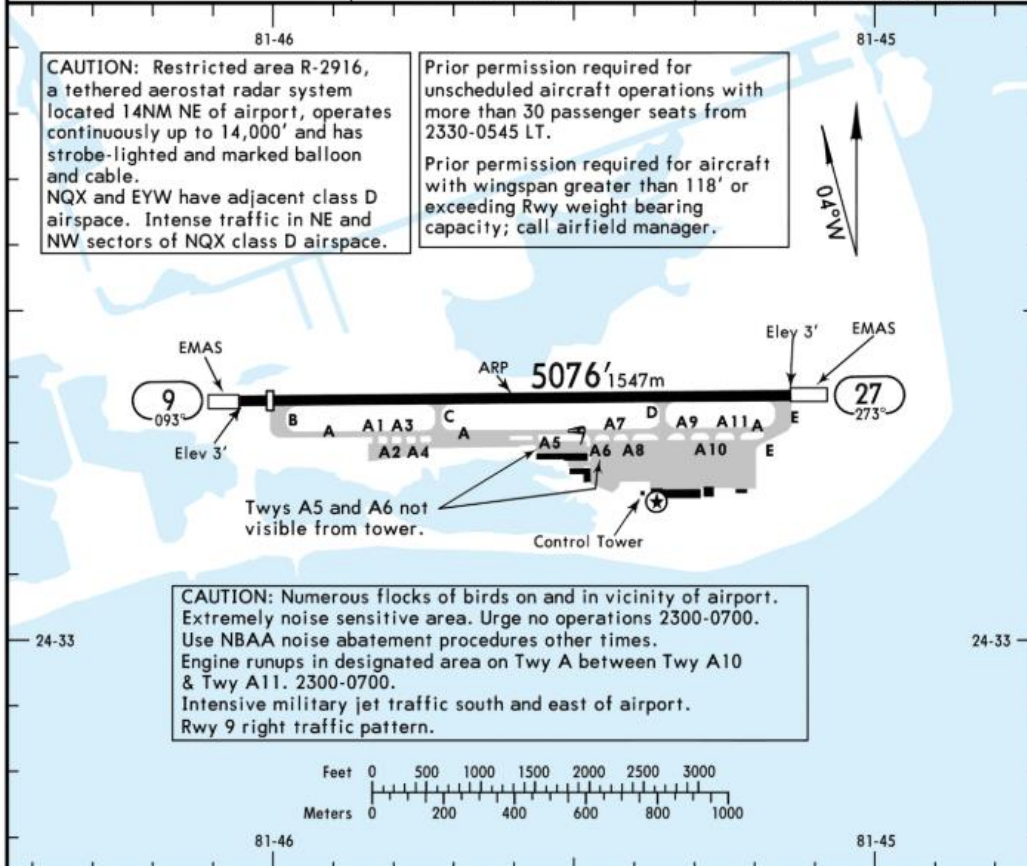 81-46
81-45
CAUTION: Restricted area R-2916,
a tethered aerostat radar system
located 14NM NE of airport, operates
continuously up to 14,000' and has
strobe-lighted and marked balloon
and cable.
NQX and EYW have adjacent class D
airspace. Intense traffic in NE and
NW sectors of NQX class D airspace.
Prior permission required for
unscheduled aircraft operations with
more than 30 passenger seats from
2330-0545 LT.
Prior permission required for aircraft
with wingspan greater than 118' or
exceeding Rwy weight bearing
capacity; call airfield manager.
04°W
EMAS
ARP
5076' 1547m
Elev 3'
EMAS
9
093°
27
273°
Elev 3'
B
A
A1 A3
C
A
A7
D
A9
A11
A
E
A2 A4
A5
A6
A8
A10
E
Twys A5 and A6 not
visible from tower.
Control Tower
CAUTION: Numerous flocks of birds on and in vicinity of airport.
Extremely noise sensitive area. Urge no operations 2300-0700.
Use NBAA noise abatement procedures other times.
Engine runups in designated area on Twy A between Twy A10
& Twy A11. 2300-0700.
Intensive military jet traffic south and east of airport.
Rwy 9 right traffic pattern.
24-33
24-33
Feet 0 500 1000 1500 2000 2500 3000
Meters 0 200 400 600 800 1000
81-46
81-45